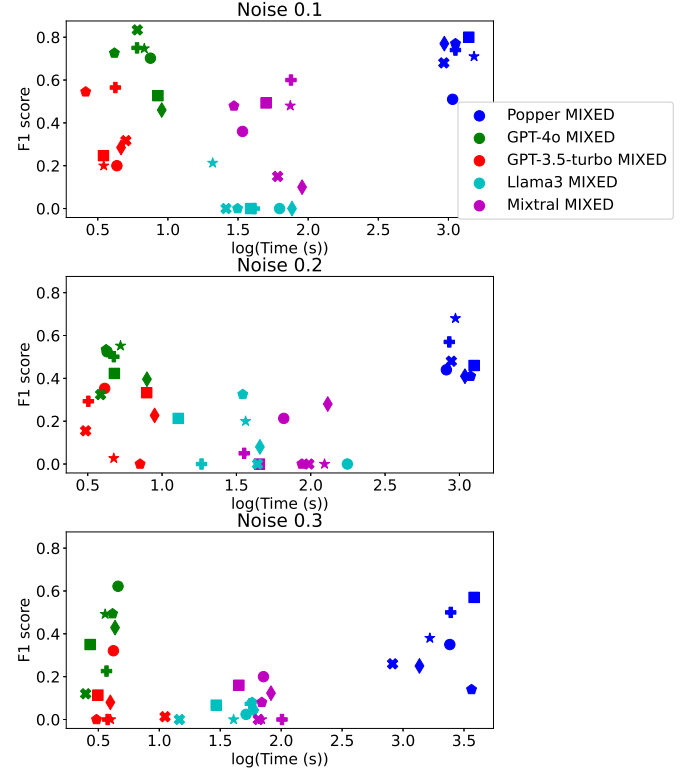 Noise 0.1
0.8
0.6
0.4
0.2
0.0
F1 score
0.5 1.0 1.5 2.0 2.5 3.0
log(Time (s))
Popper MIXED
GPT-4o MIXED
GPT-3.5-turbo MIXED
Llama3 MIXED
Mixtral MIXED
Noise 0.2
0.8
0.6
0.4
0.2
0.0
F1 score
0.5 1.0 1.5 2.0 2.5 3.0
log(Time (s))
Noise 0.3
0.8
0.6
0.4
0.2
0.0
F1 score
0.5 1.0 1.5 2.0 2.5 3.0 3.5
log(Time (s))